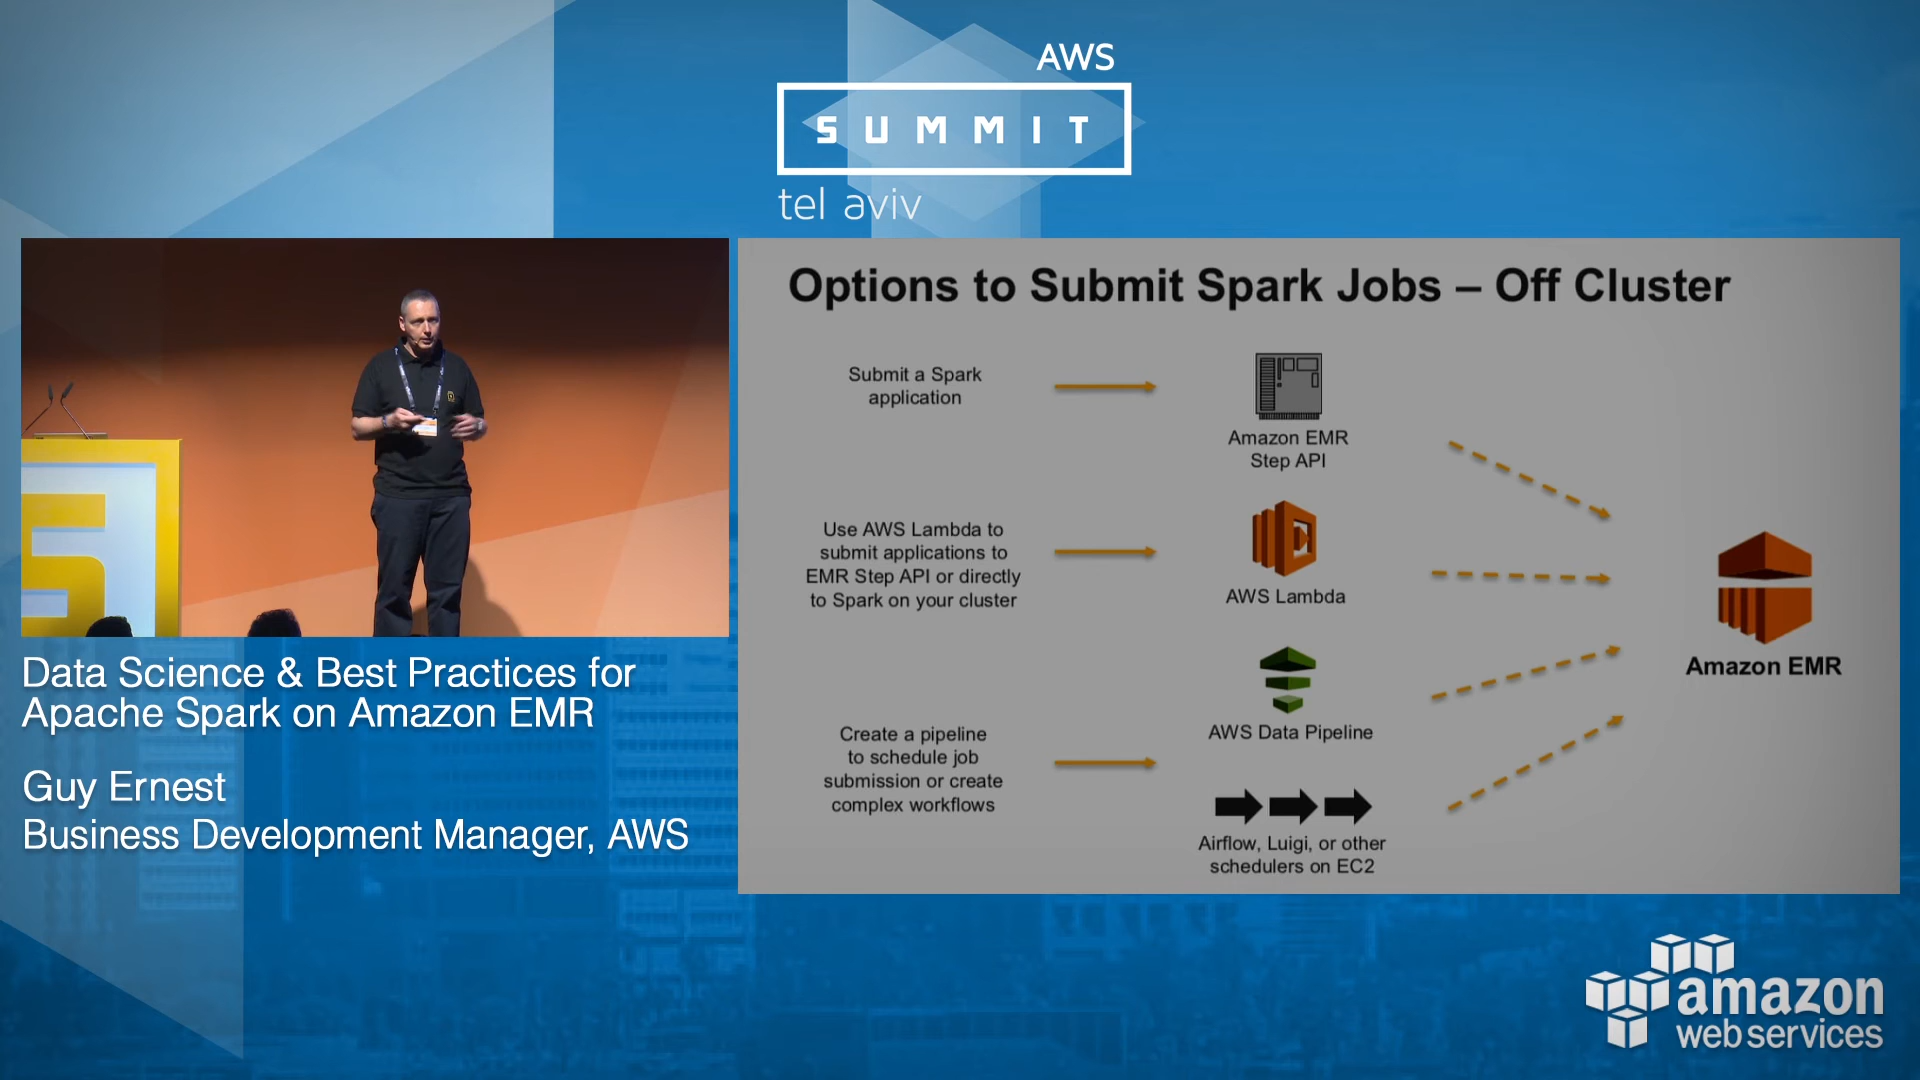 AWS
SUMMIT
tel aviv
Options to Submit Spark Jobs – Off Cluster
Submit a Spark
application
Amazon EMR
Step API
Use AWS Lambda to
submit applications to
EMR Step API or directly
to Spark on your cluster
AWS Lambda
Amazon EMR
AWS Data Pipeline
Create a pipeline
to schedule job
submission or create
complex workflows
Airflow, Luigi, or other
schedulers on EC2
Data Science & Best Practices for
Apache Spark on Amazon EMR
Guy Ernest
Business Development Manager, AWS
amazon
web services